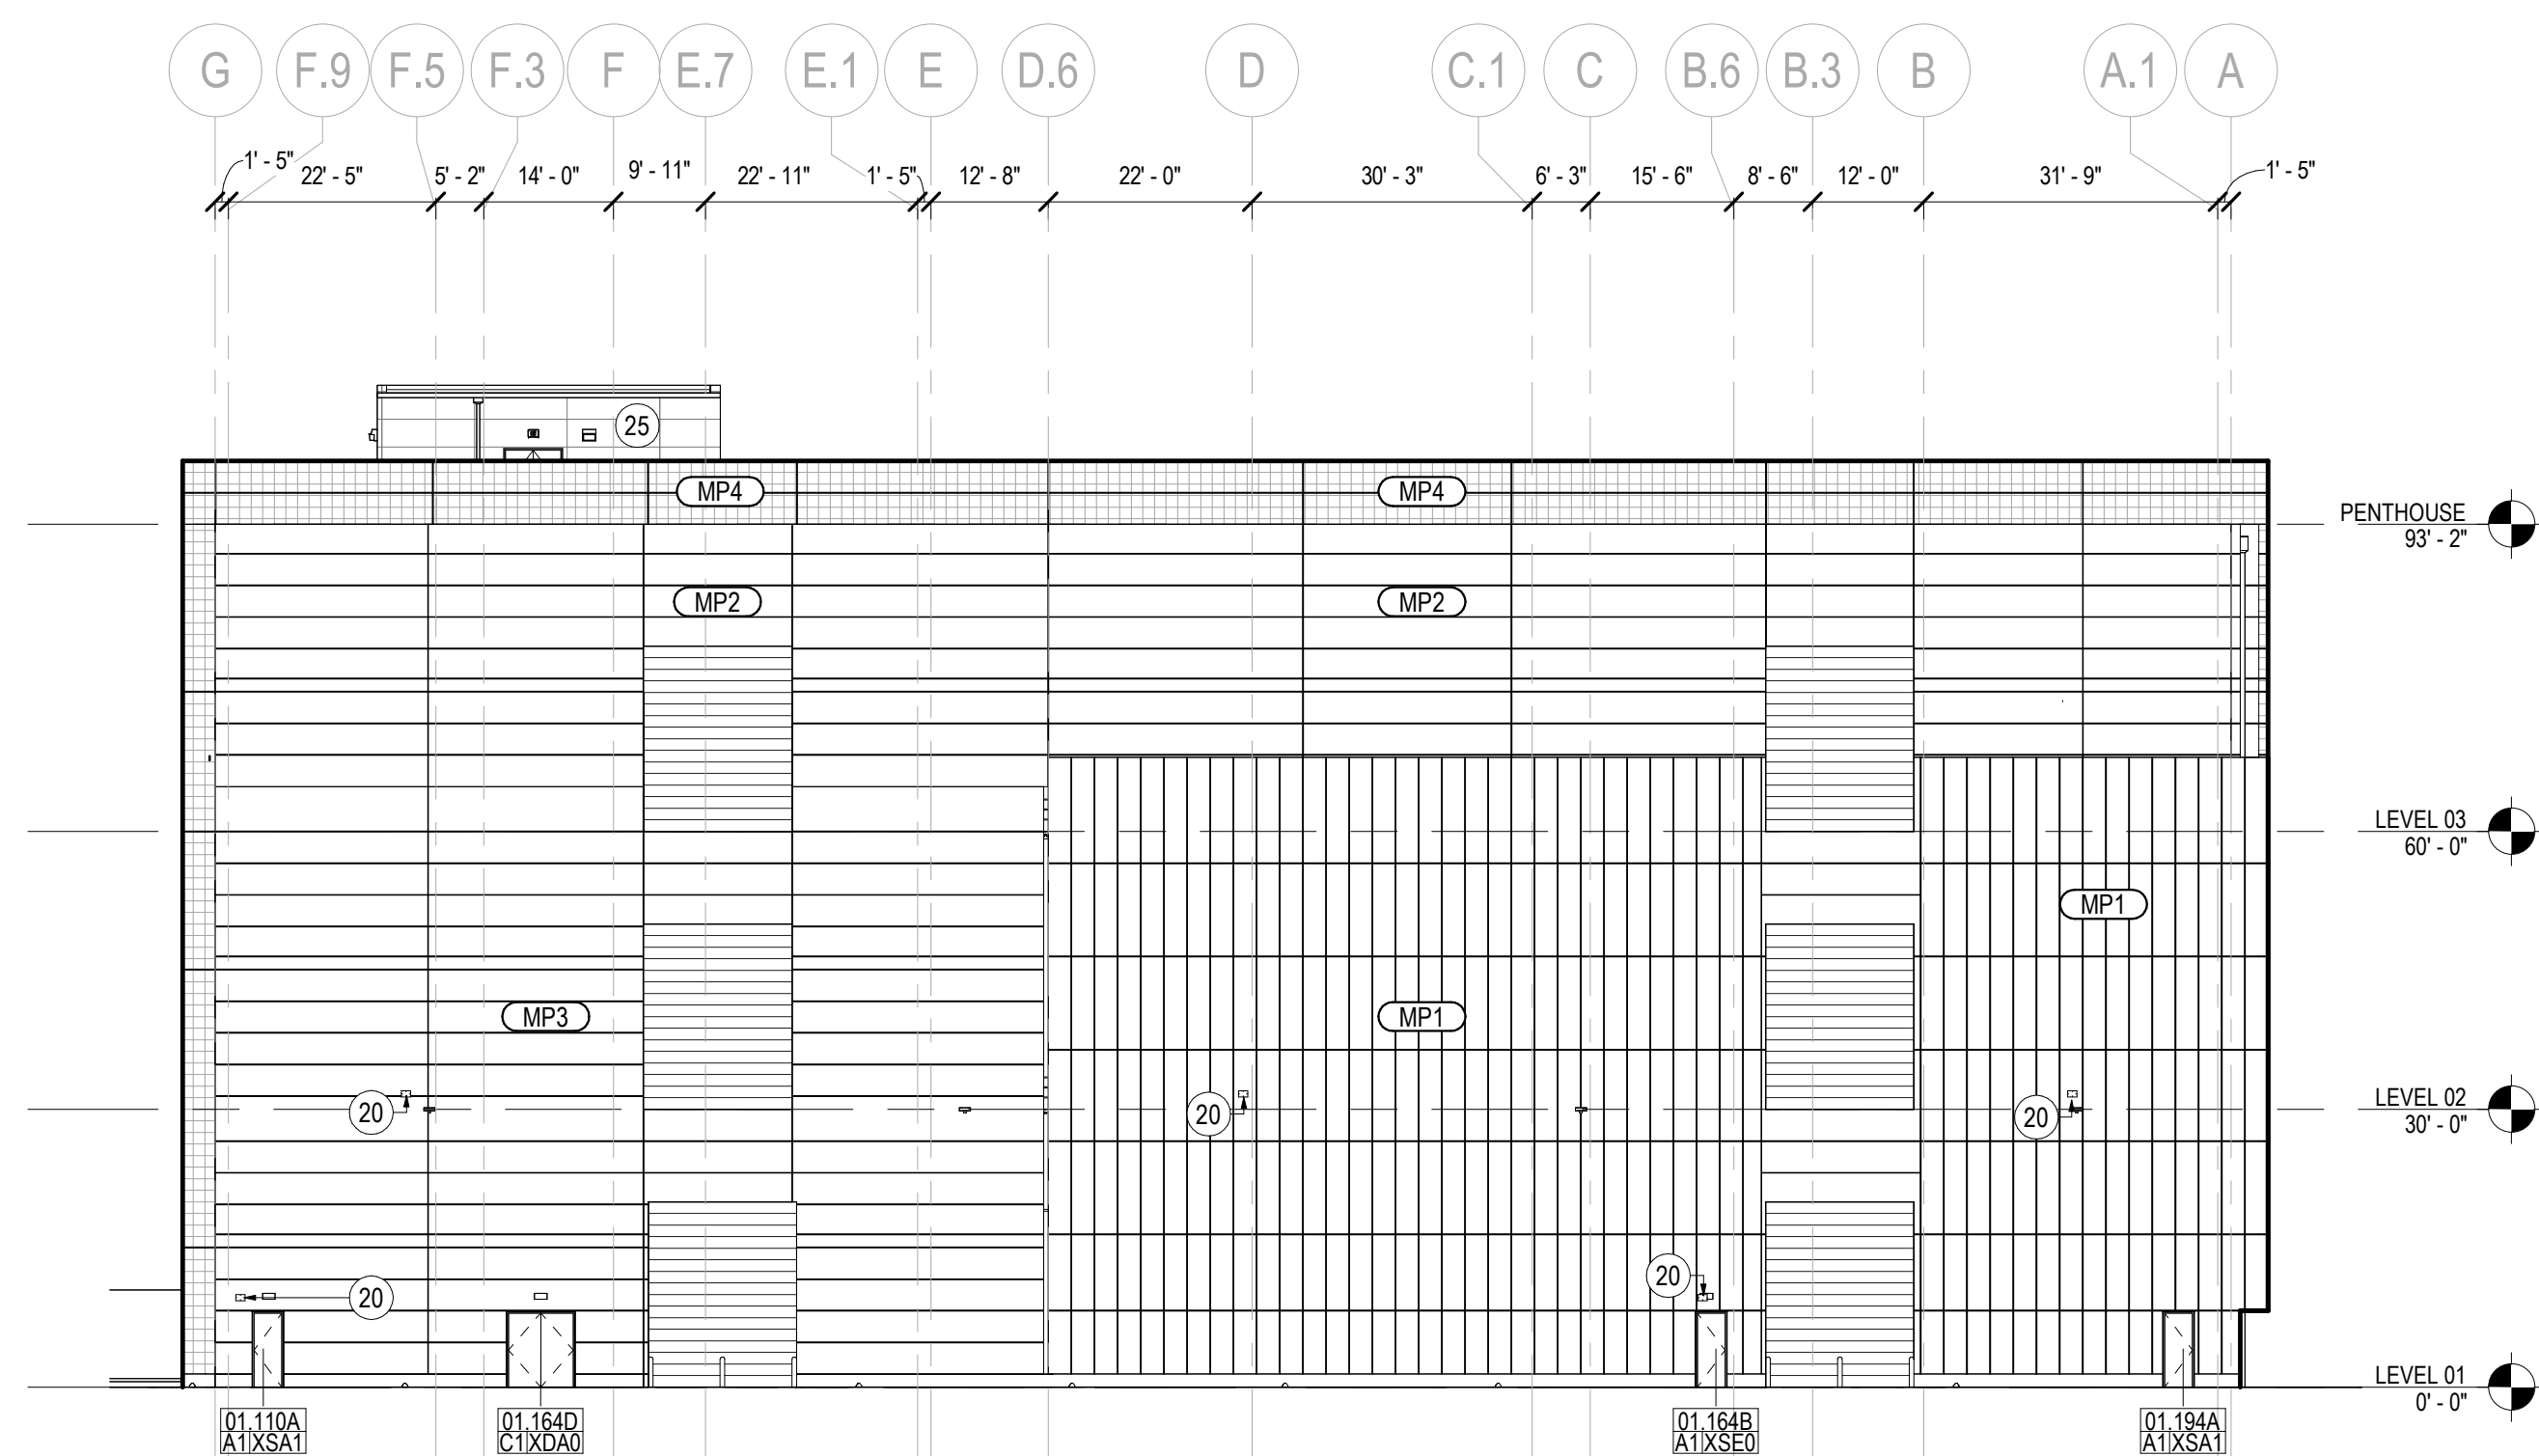 G F.9 F.5 F.3 F E.7 E.1 E D.6 D C.1 C B.6 B.3 B A.1 A
1' - 5" 22' - 5" 5' - 2" 14' - 0" 9' - 11" 22' - 11" 1' - 5" 12' - 8" 22' - 0" 30' - 3" 6' - 3" 15' - 6" 8' - 6" 12' - 0" 31' - 9" 1' - 5"
25
MP4 MP4
PENTHOUSE
93' - 2"
MP2 MP2
LEVEL 03
60' - 0"
MP1
MP3 MP1
20 20 20
LEVEL 02
30' - 0"
20 20
LEVEL 01
0' - 0"
01.110A
A1 XSA1
01.164D
C1 XDA0
01.164B
A1 XSE0
01.194A
A1 XSA1